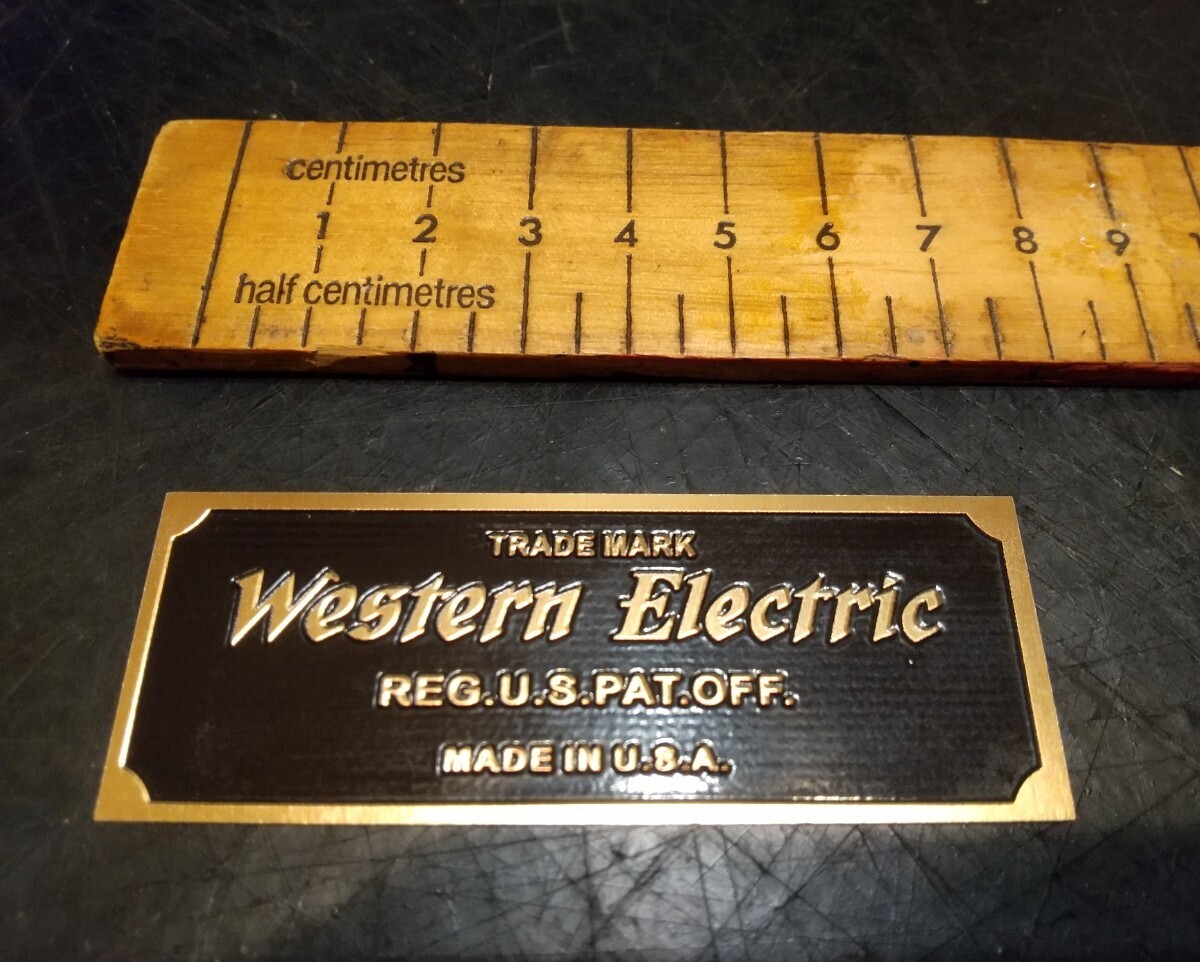 centimetres
1 2 3 4 5 6 7 8 9
half centimetres
TRADE MARK
Western Electric
REG.U.S.PAT.OFF.
MADE IN U.S.A.